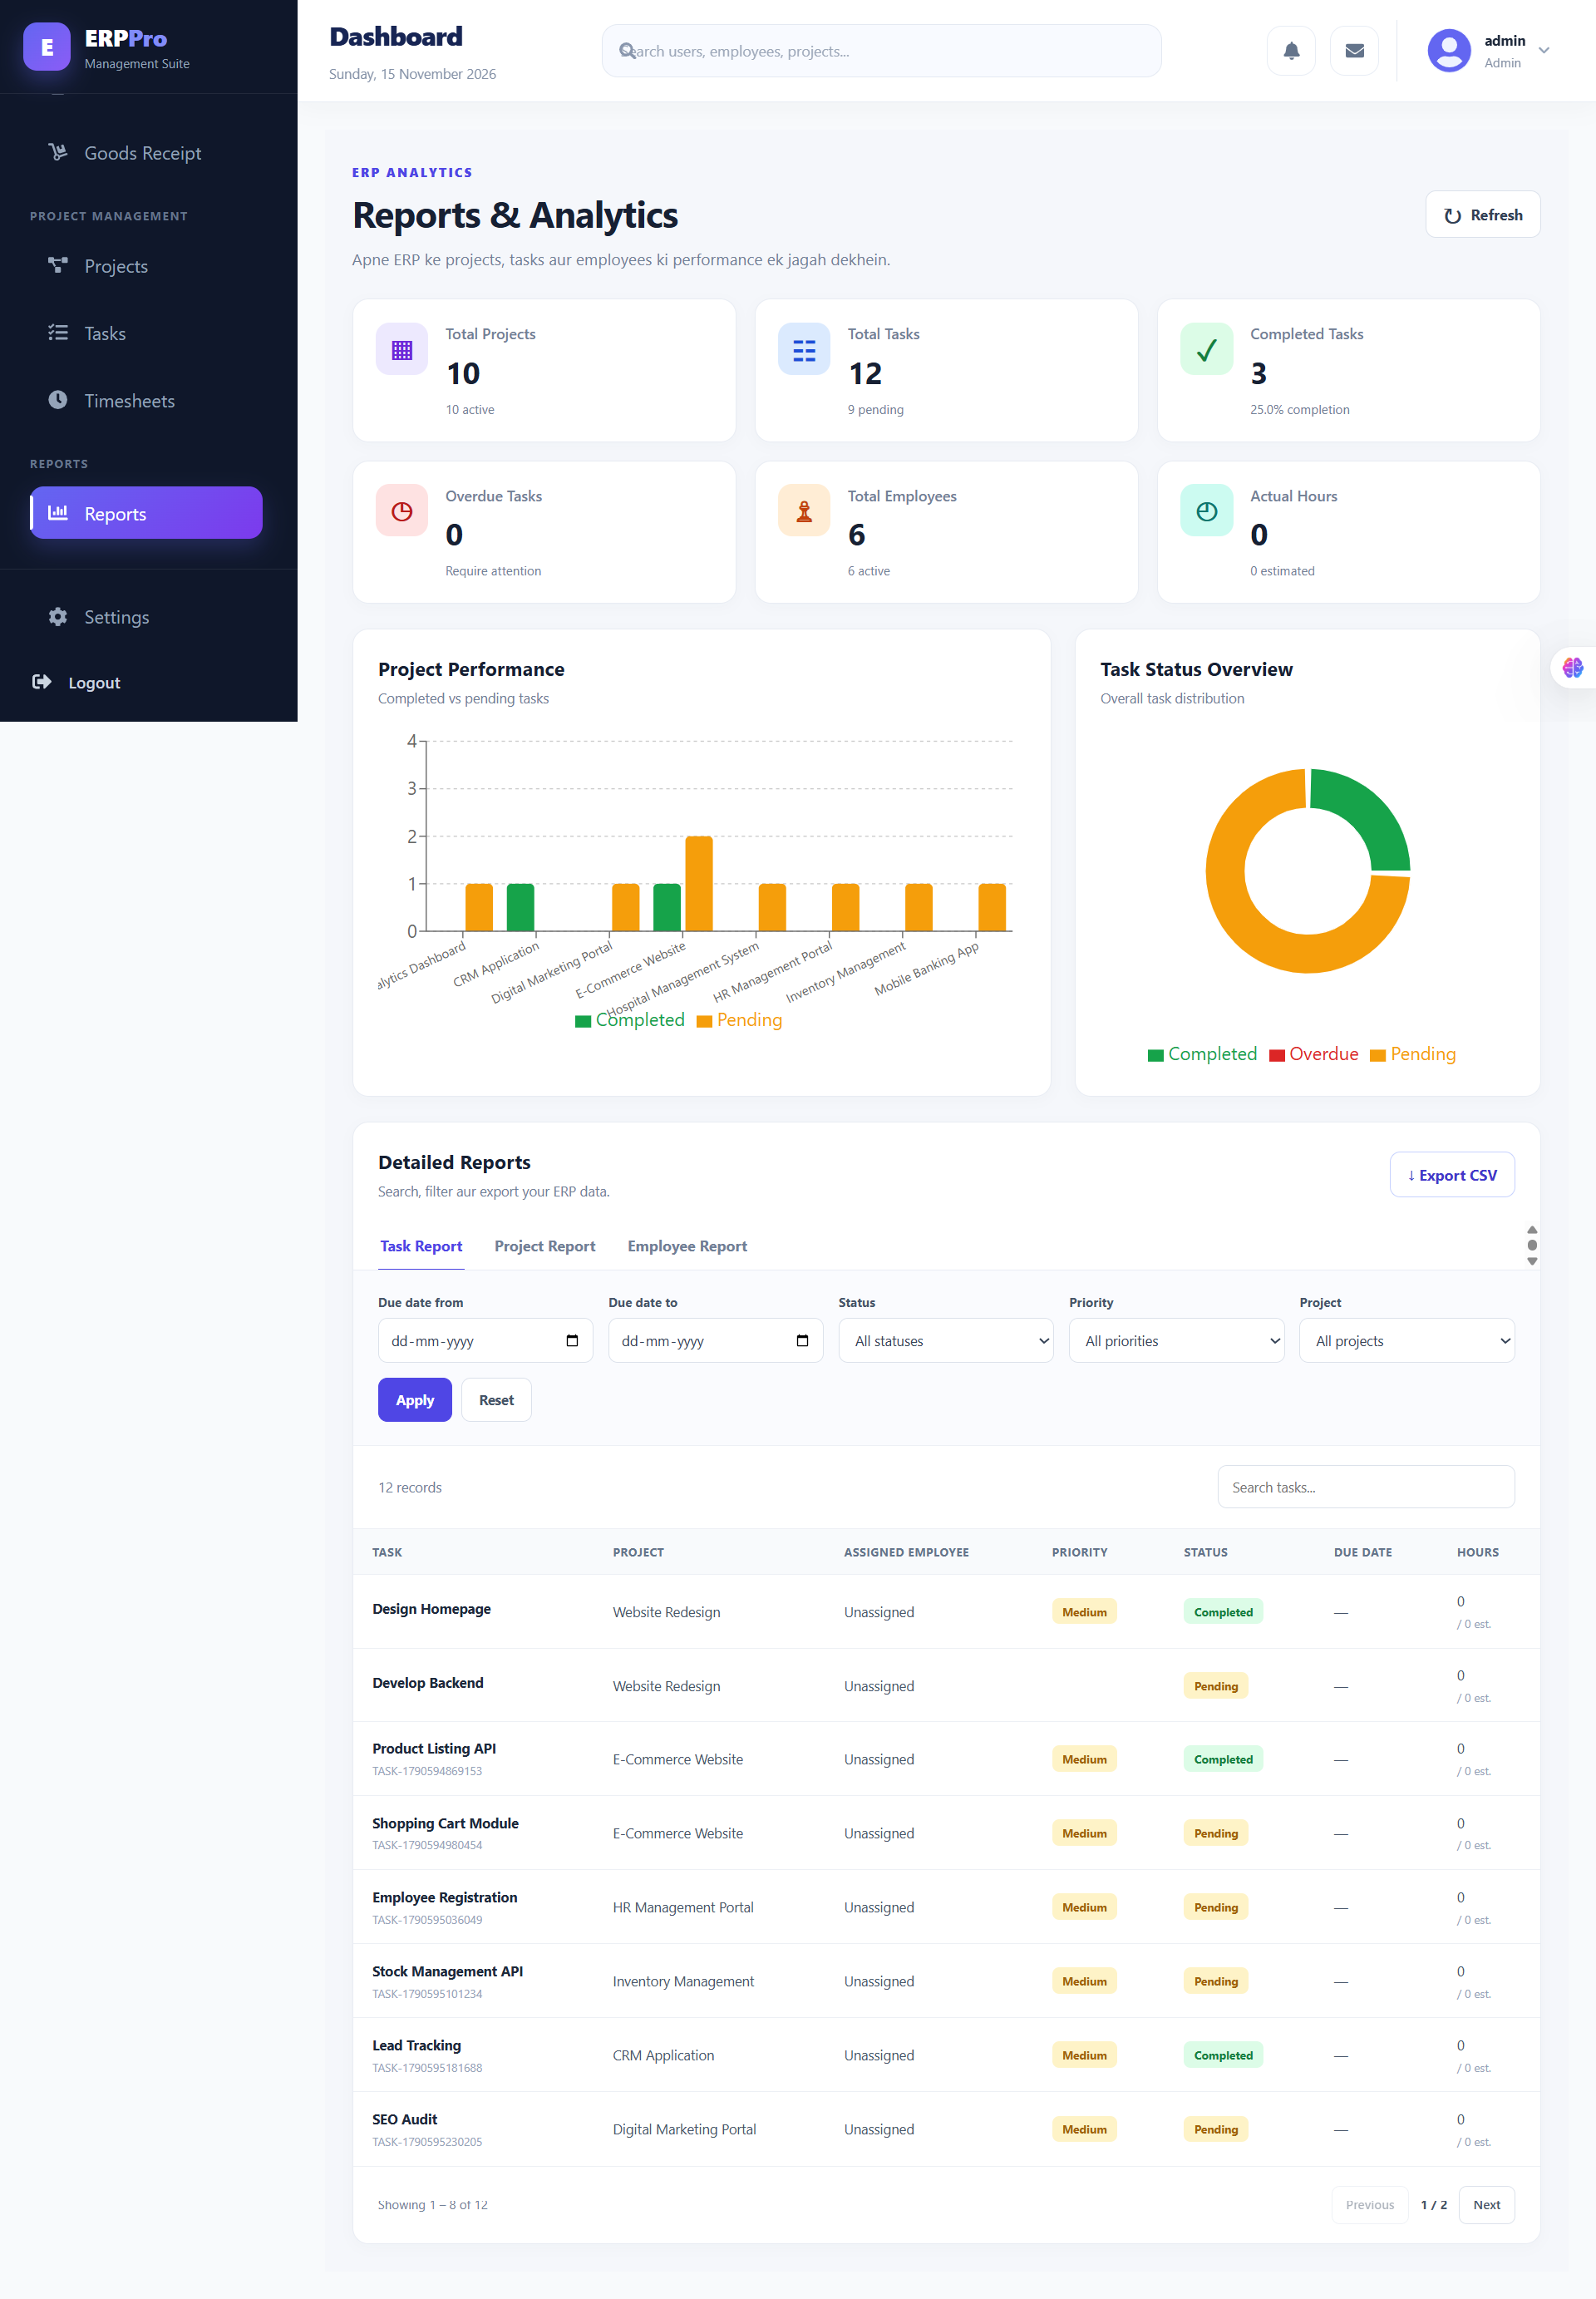 E
ERPPro
Management Suite
Goods Receipt
PROJECT MANAGEMENT
Projects
Tasks
Timesheets
REPORTS
Reports
Settings
Logout
Dashboard
Sunday, 15 November 2026
Search users, employees, projects...
admin
Admin
ERP ANALYTICS
Reports & Analytics
Apne ERP ke projects, tasks aur employees ki performance ek jagah dekhein.
↻ Refresh
Total Projects
10
10 active
Total Tasks
12
9 pending
✓
Completed Tasks
3
25.0% completion
Overdue Tasks
0
Require attention
Total Employees
6
6 active
Actual Hours
0
0 estimated
Project Performance
Completed vs pending tasks
4
3
2
1
0
alytics Dashboard
CRM Application
Digital Marketing Portal
E-Commerce Website
Hospital Management System
HR Management Portal
Inventory Management
Mobile Banking App
Completed Pending
Task Status Overview
Overall task distribution
Completed Overdue Pending
Detailed Reports
Search, filter aur export your ERP data.
↓ Export CSV
Task Report Project Report Employee Report
Due date from Due date to Status Priority Project
dd-mm-yyyy dd-mm-yyyy All statuses All priorities All projects
Apply Reset
12 records
Search tasks...
TASK PROJECT ASSIGNED EMPLOYEE PRIORITY STATUS DUE DATE HOURS
Design Homepage Website Redesign Unassigned Medium Completed — 0
/ 0 est.
Develop Backend Website Redesign Unassigned Pending — 0
/ 0 est.
Product Listing API E-Commerce Website Unassigned Medium Completed — 0
TASK-1790594869153 / 0 est.
Shopping Cart Module E-Commerce Website Unassigned Medium Pending — 0
TASK-1790594980454 / 0 est.
Employee Registration HR Management Portal Unassigned Medium Pending — 0
TASK-1790595036049 / 0 est.
Stock Management API Inventory Management Unassigned Medium Pending — 0
TASK-1790595101234 / 0 est.
Lead Tracking CRM Application Unassigned Medium Completed — 0
TASK-1790595181688 / 0 est.
SEO Audit Digital Marketing Portal Unassigned Medium Pending — 0
TASK-1790595230205 / 0 est.
Showing 1 – 8 of 12
Previous 1 / 2 Next